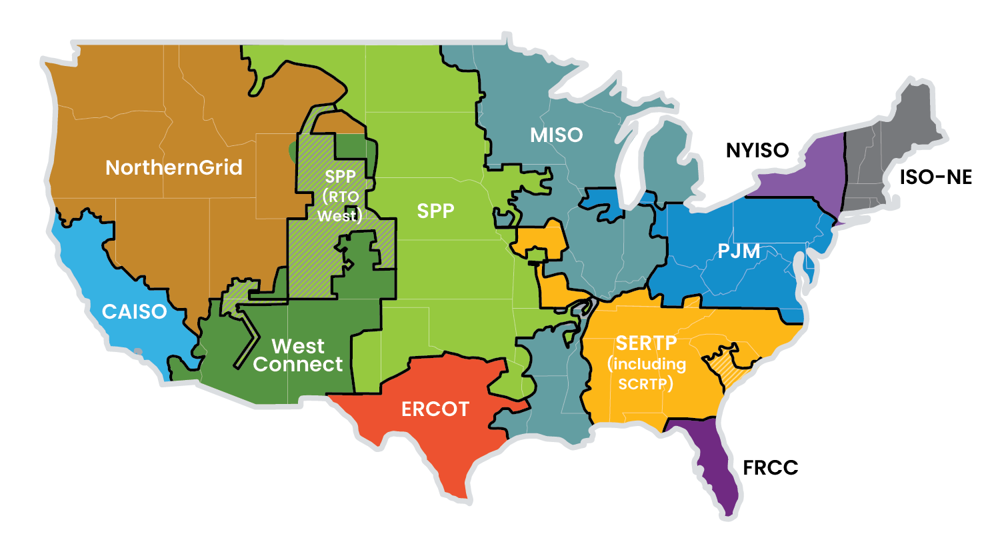 MISO
NYISO
NorthernGrid
ISO-NE
SPP
(RTO
West)
SPP
PJM
CAISO
West
Connect
SERTP
(including
SCRTP)
ERCOT
FRCC